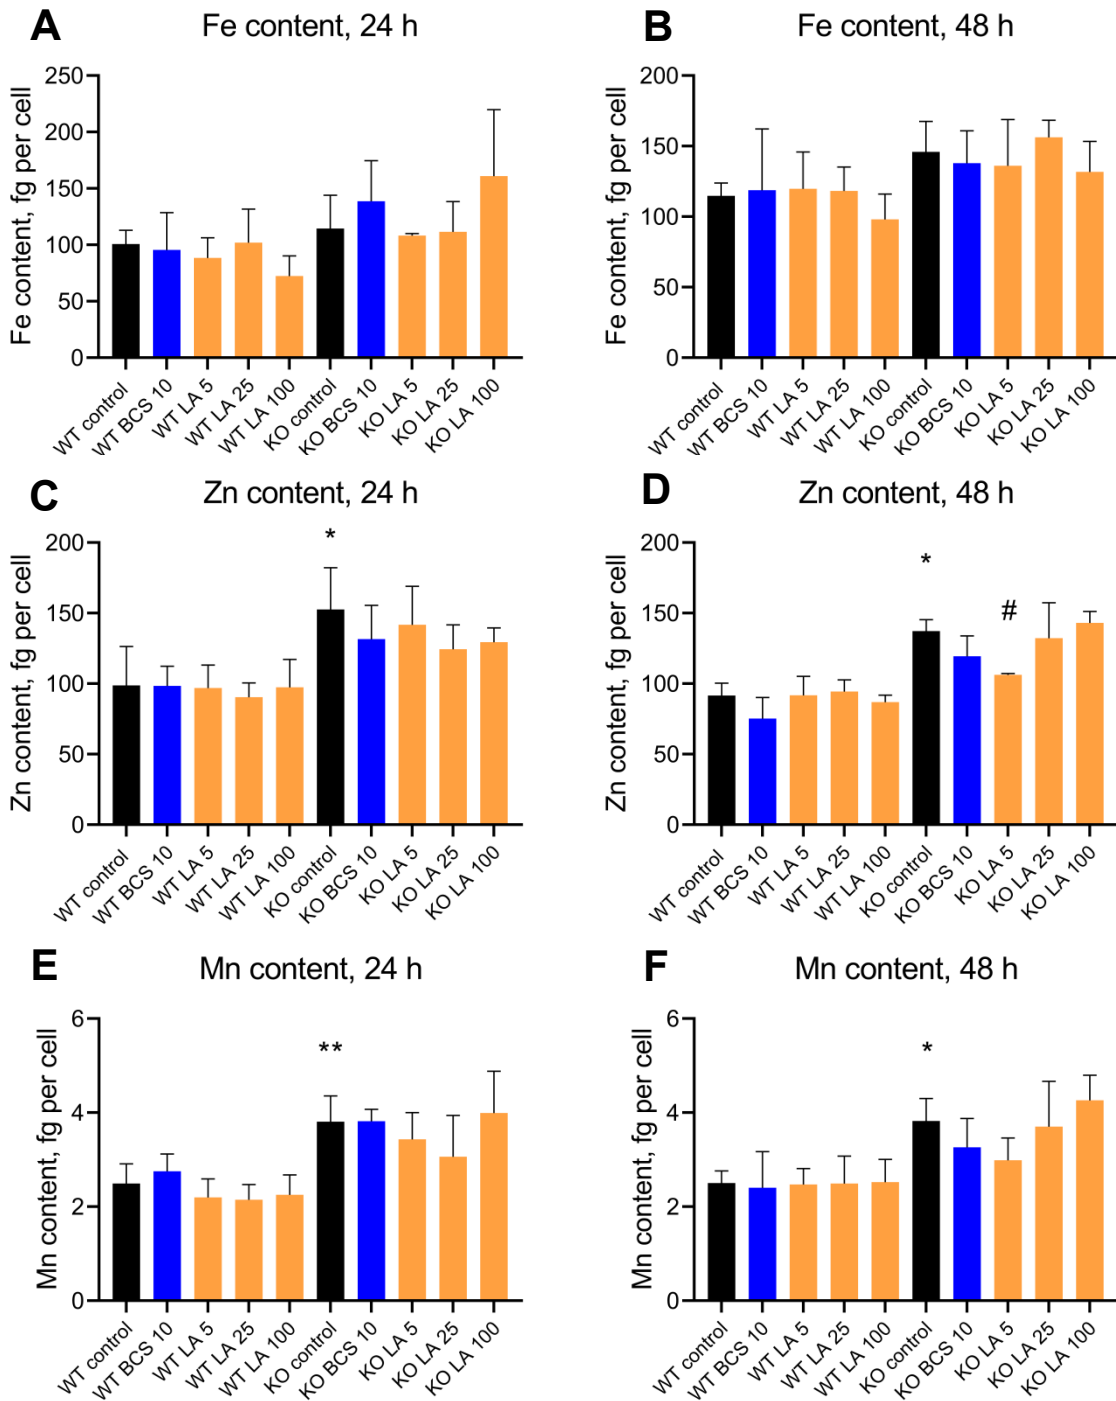 A
Fe content, 24 h
Fe content, fg per cell
250
200
150
100
50
0
WT control
WT BCS 10
WT LA 5
WT LA 25
WT LA 100
KO control
KO BCS 10
KO LA 5
KO LA 25
KO LA 100
B
Fe content, 48 h
Fe content, fg per cell
200
150
100
50
0
WT control
WT BCS 10
WT LA 5
WT LA 25
WT LA 100
KO control
KO BCS 10
KO LA 5
KO LA 25
KO LA 100
C
Zn content, 24 h
Zn content, fg per cell
200
150
100
50
0
*
WT control
WT BCS 10
WT LA 5
WT LA 25
WT LA 100
KO control
KO BCS 10
KO LA 5
KO LA 25
KO LA 100
D
Zn content, 48 h
Zn content, fg per cell
200
150
100
50
0
*
#
WT control
WT BCS 10
WT LA 5
WT LA 25
WT LA 100
KO control
KO BCS 10
KO LA 5
KO LA 25
KO LA 100
E
Mn content, 24 h
Mn content, fg per cell
6
4
2
0
**
WT control
WT BCS 10
WT LA 5
WT LA 25
WT LA 100
KO control
KO BCS 10
KO LA 5
KO LA 25
KO LA 100
F
Mn content, 48 h
Mn content, fg per cell
6
4
2
0
*
WT control
WT BCS 10
WT LA 5
WT LA 25
WT LA 100
KO control
KO BCS 10
KO LA 5
KO LA 25
KO LA 100